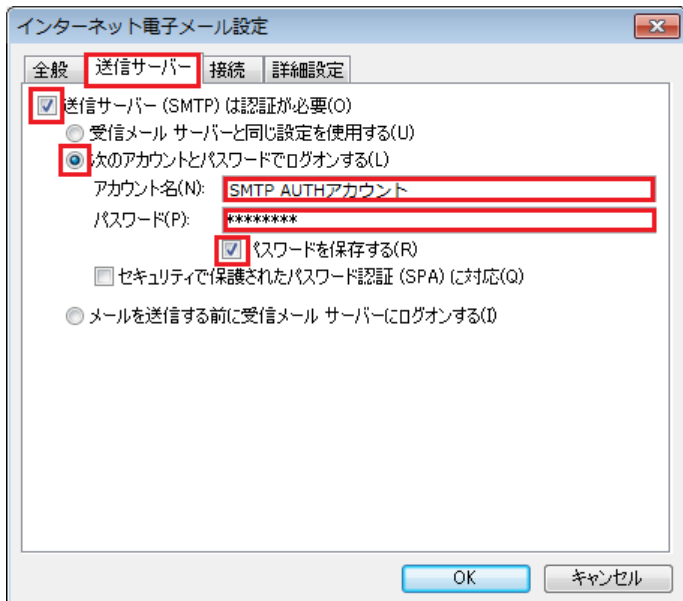 インターネット電子メール設定
全般 送信サーバー 接続 詳細設定
送信サーバー (SMTP) は認証が必要(O)
受信メール サーバーと同じ設定を使用する(U)
次のアカウントとパスワードでログオンする(L)
アカウント名(N): SMTP AUTHアカウント
パスワード(P): ********
パスワードを保存する(R)
セキュリティで保護されたパスワード認証 (SPA) に対応(Q)
メールを送信する前に受信メール サーバーにログオンする(I)
OK キャンセル